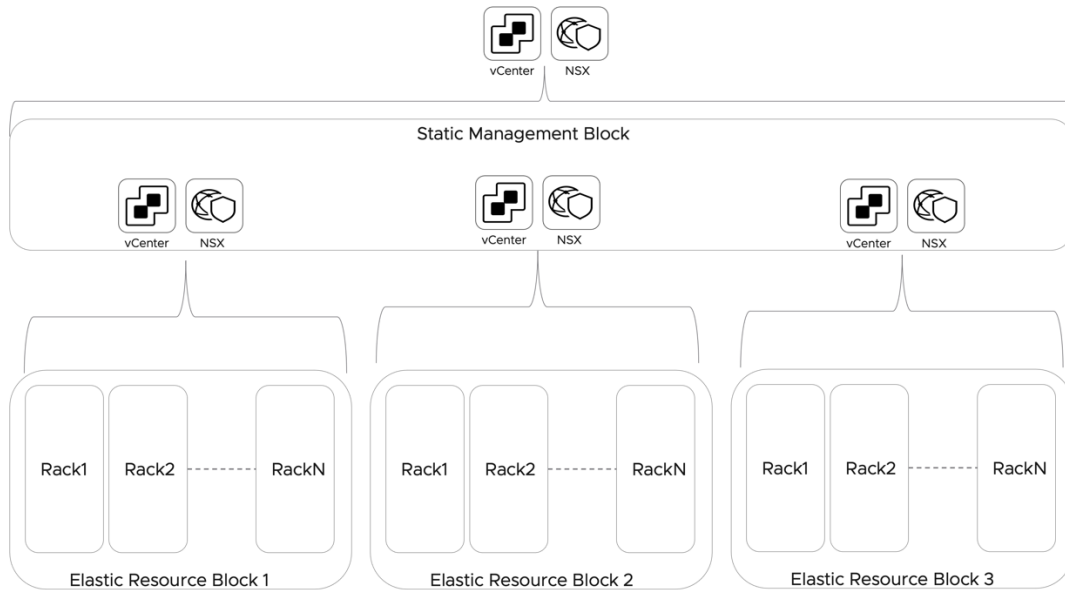 vCenter NSX
Static Management Block
vCenter NSX
vCenter NSX
vCenter NSX
Rack1 Rack2 RackN
Elastic Resource Block 1
Rack1 Rack2 RackN
Elastic Resource Block 2
Rack1 Rack2 RackN
Elastic Resource Block 3